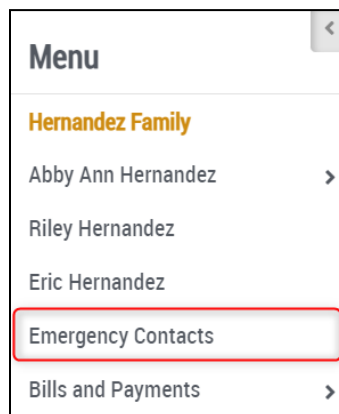 Menu
Hernandez Family
Abby Ann Hernandez
Riley Hernandez
Eric Hernandez
Emergency Contacts
Bills and Payments